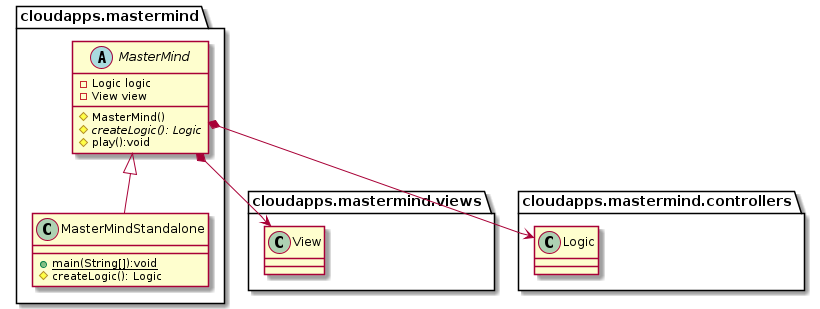 cloudapps.mastermind
A MasterMind
Logic logic
View view
MasterMind()
createLogic(): Logic
play():void
C MasterMindStandalone
main(String[]):void
createLogic(): Logic
cloudapps.mastermind.views
C View
cloudapps.mastermind.controllers
C Logic